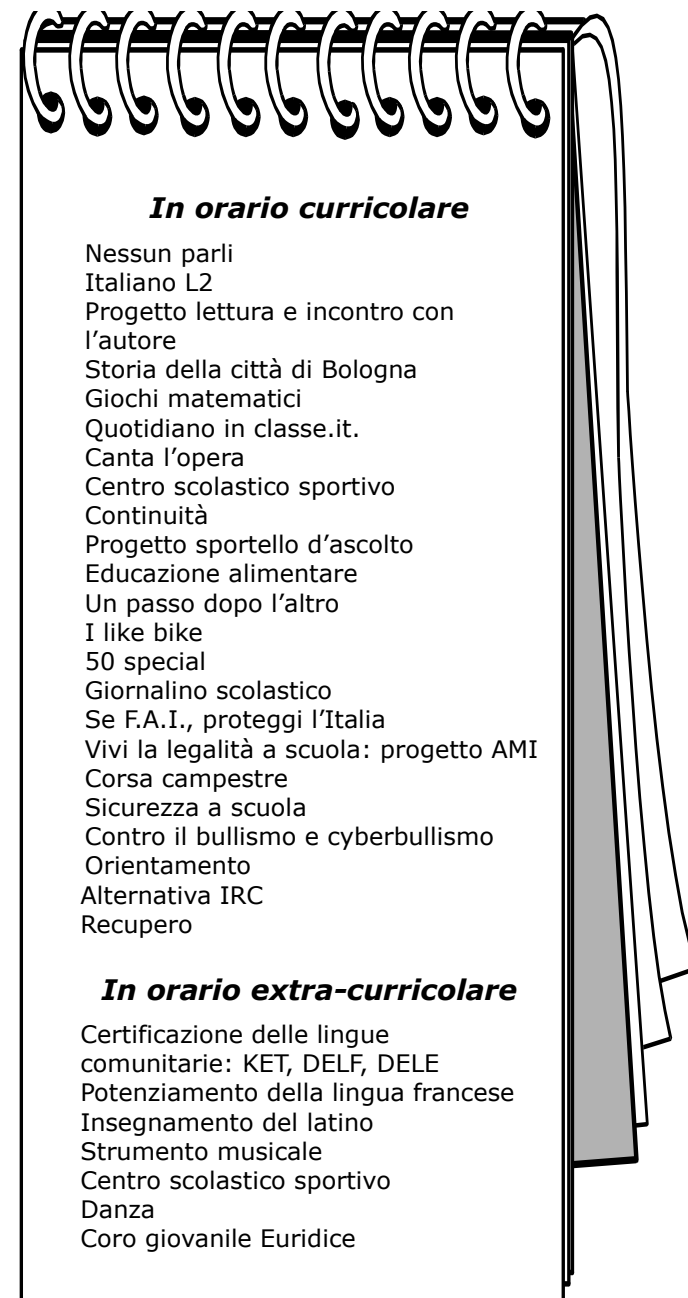 In orario curricolare
Nessun parli
Italiano L2
Progetto lettura e incontro con
l’autore
Storia della città di Bologna
Giochi matematici
Quotidiano in classe.it.
Canta l’opera
Centro scolastico sportivo
Continuità
Progetto sportello d’ascolto
Educazione alimentare
Un passo dopo l’altro
I like bike
50 special
Giornalino scolastico
Se F.A.I., proteggi l’Italia
Vivi la legalità a scuola: progetto AMI
Corsa campestre
Sicurezza a scuola
Contro il bullismo e cyberbullismo
Orientamento
Alternativa IRC
Recupero
In orario extra-curricolare
Certificazione delle lingue
comunitarie: KET, DELF, DELE
Potenziamento della lingua francese
Insegnamento del latino
Strumento musicale
Centro scolastico sportivo
Danza
Coro giovanile Euridice